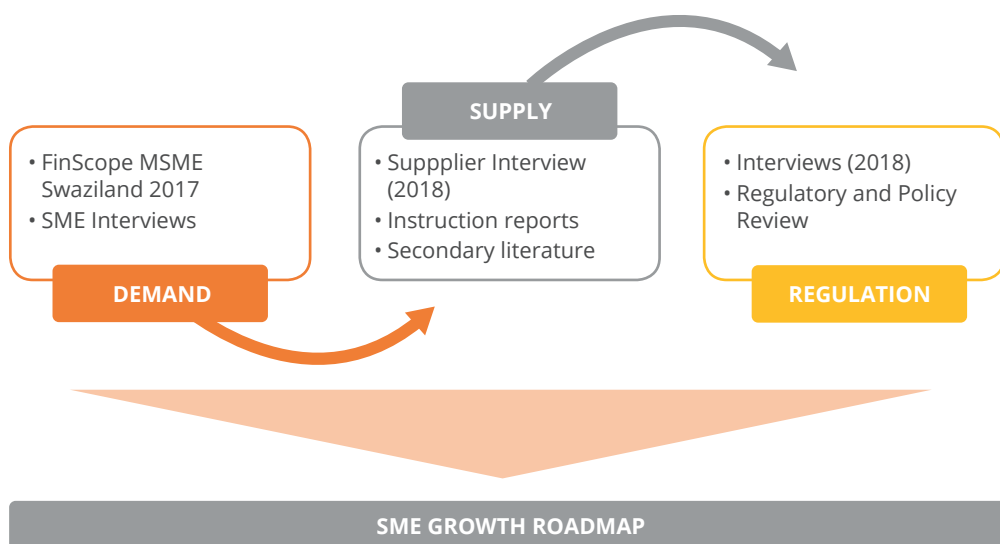 • FinScope MSME
Swaziland 2017
• SME Interviews
DEMAND
SUPPLY
• Suppplier Interview
(2018)
• Instruction reports
• Secondary literature
• Interviews (2018)
• Regulatory and Policy
Review
REGULATION
SME GROWTH ROADMAP